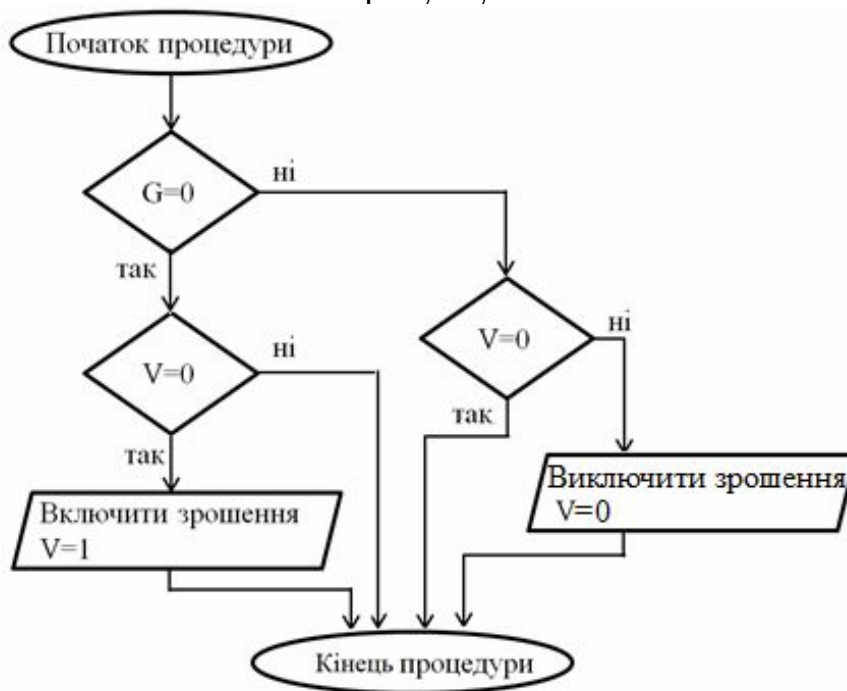 Початок процедури
G=0
ні
так
V=0
ні
так
V=0
ні
так
Включити зрошення
V=1
Виключити зрошення
V=0
Кінець процедури